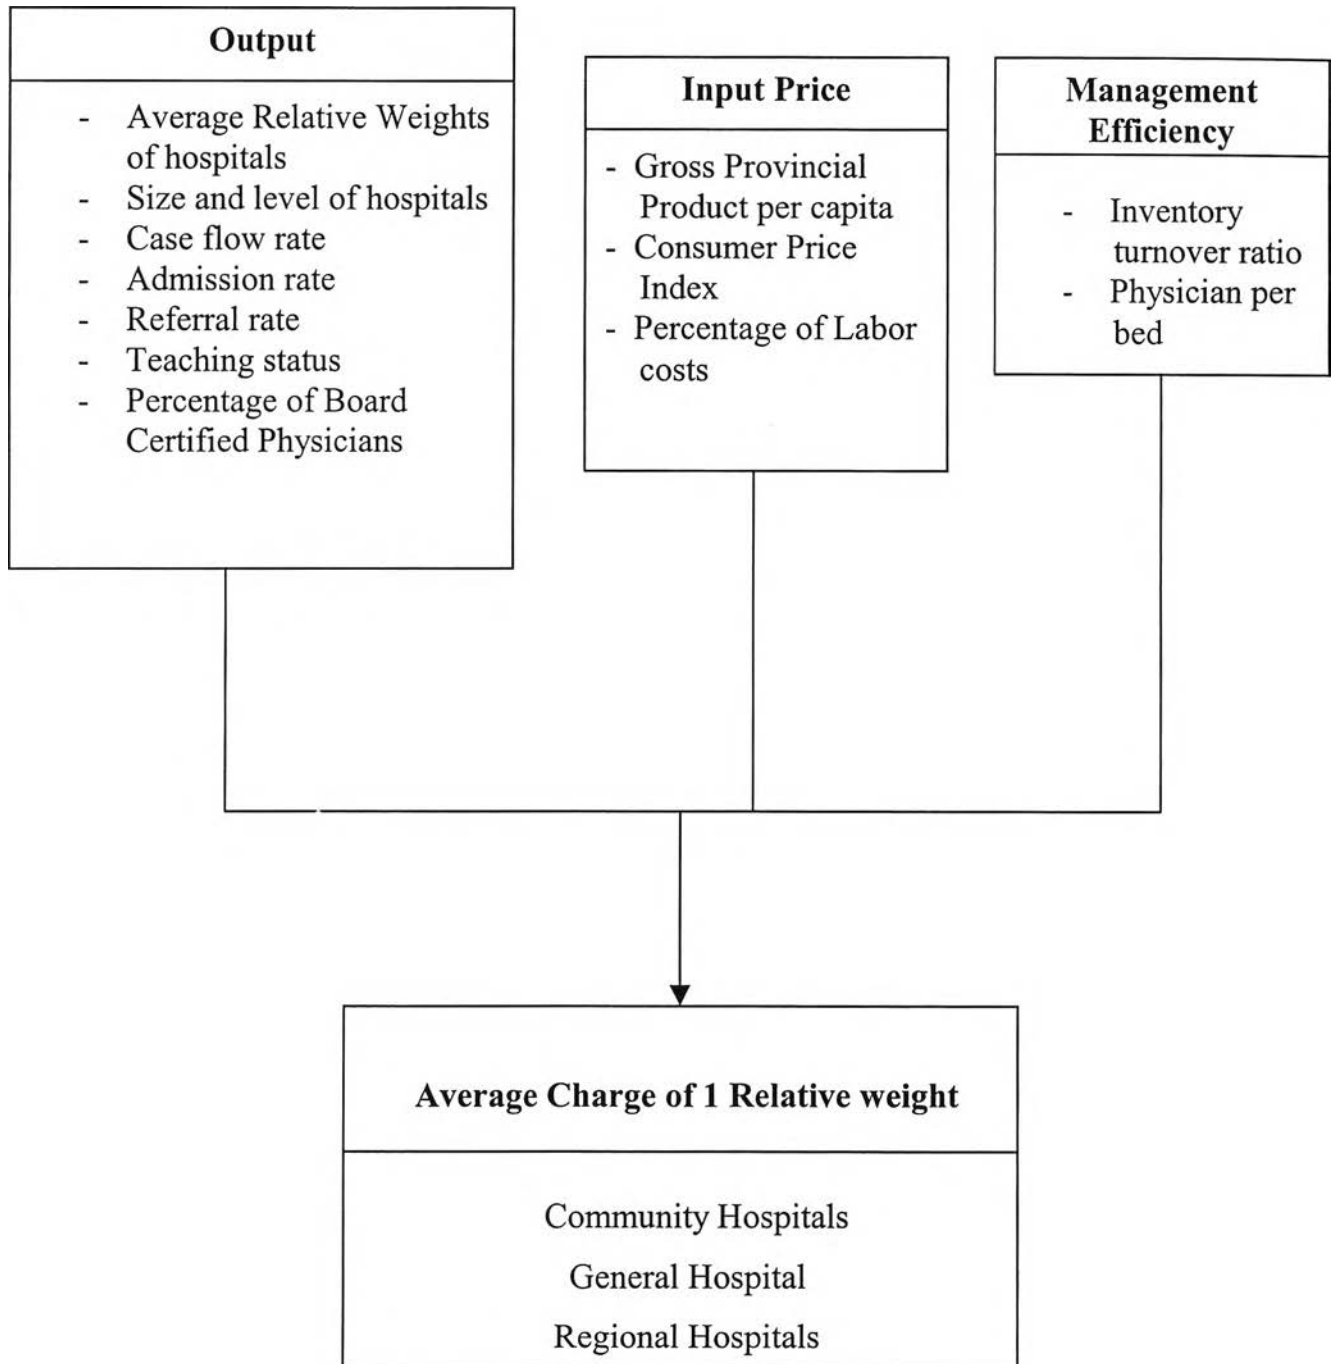 Output
- Average Relative Weights
of hospitals
- Size and level of hospitals
- Case flow rate
- Admission rate
- Referral rate
- Teaching status
- Percentage of Board
Certified Physicians
Input Price
- Gross Provincial
Product per capita
- Consumer Price
Index
- Percentage of Labor
costs
Management
Efficiency
- Inventory
turnover ratio
- Physician per
bed
Average Charge of 1 Relative weight
Community Hospitals
General Hospital
Regional Hospitals